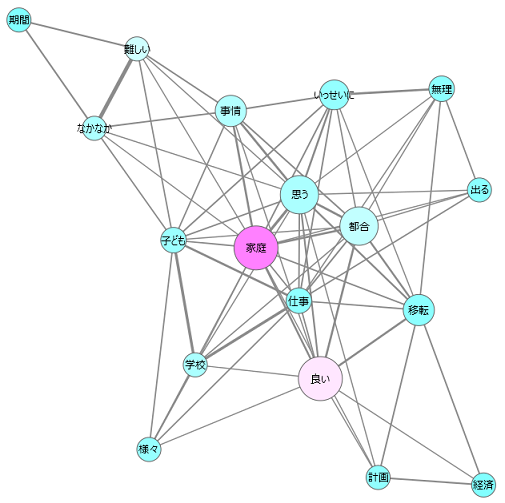 期間
難しい
無理
いっせいに
事情
なかなか
出る
思う
都合
子ども
家庭
仕事
移転
学校
良い
様々
計画
経済